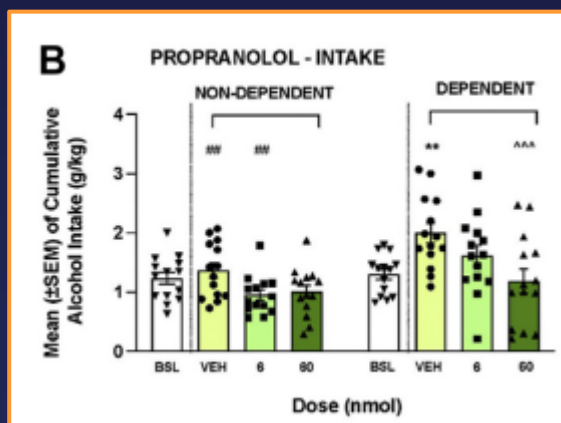 B
PROPRANOLOL - INTAKE
NON-DEPENDENT
DEPENDENT
Mean (±SEM) of Cumulative
Alcohol Intake (g/kg)
4
3
2
1
0
## ## ** ^^^
BSL VEH 6 60 BSL VEH 6 60
Dose (nmol)